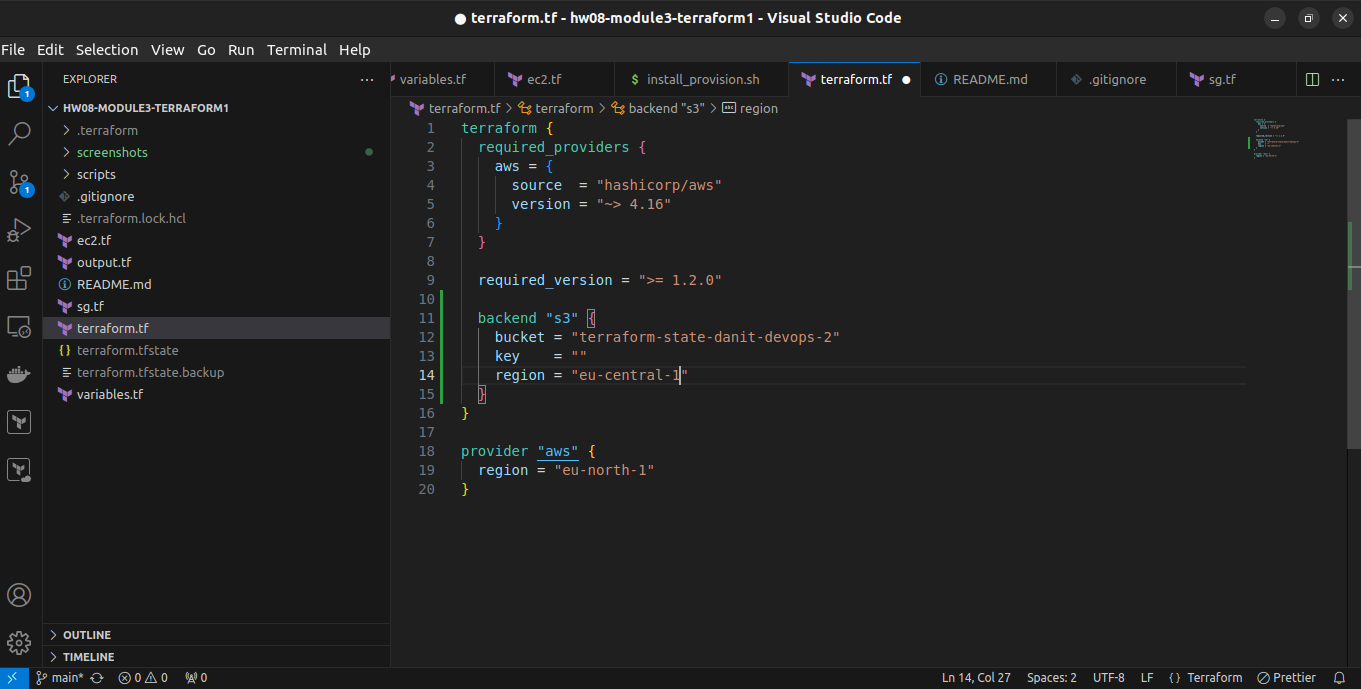 terraform.tf - hw08-module3-terraform1 - Visual Studio Code
File Edit Selection View Go Run Terminal Help
EXPLORER
variables.tf
ec2.tf
$ install_provision.sh
terraform.tf
README.md
.gitignore
sg.tf
HW08-MODULE3-TERRAFORM1
.terraform
screenshots
scripts
.gitignore
.terraform.lock.hcl
ec2.tf
output.tf
README.md
sg.tf
terraform.tf
{} terraform.tfstate
terraform.tfstate.backup
variables.tf
OUTLINE
TIMELINE
1
1
terraform.tf > terraform > backend "s3" > region
1 terraform {
2   required_providers {
3     aws = {
4       source  = "hashicorp/aws"
5       version = "~> 4.16"
6     }
7   }
8
9   required_version = ">= 1.2.0"
10
11   backend "s3" {
12     bucket = "terraform-state-danit-devops-2"
13     key    = ""
14     region = "eu-central-1"
15   }
16 }
17
18 provider "aws" {
19   region = "eu-north-1"
20 }
main* 0 0 0 Ln 14, Col 27 Spaces: 2 UTF-8 LF {} Terraform Prettier